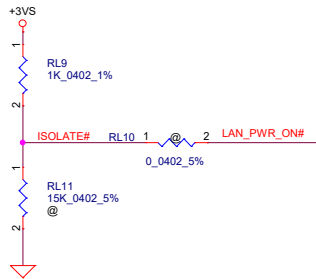 +3VS
1
RL9
1K_0402_1%
2
ISOLATE# RL10 1 @ 2 LAN_PWR_ON#
0_0402_5%
1
RL11
15K_0402_5%
@
2